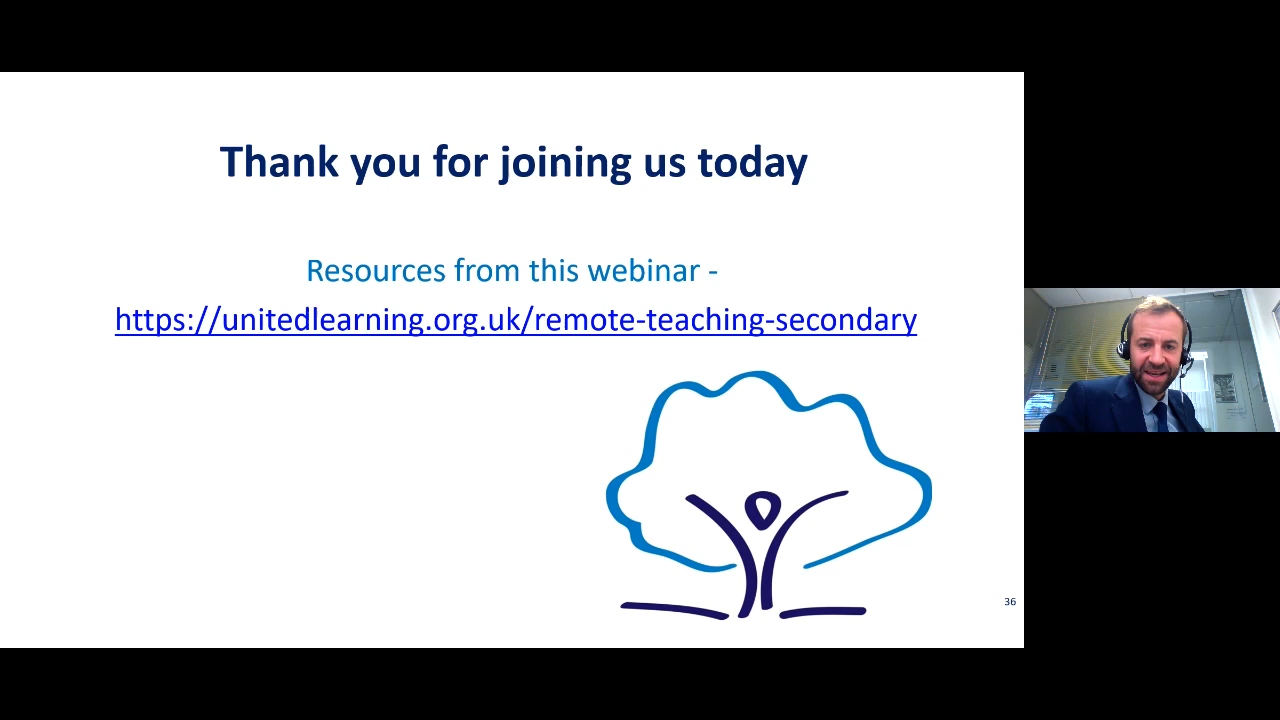 Thank you for joining us today
Resources from this webinar -
https://unitedlearning.org.uk/remote-teaching-secondary
36